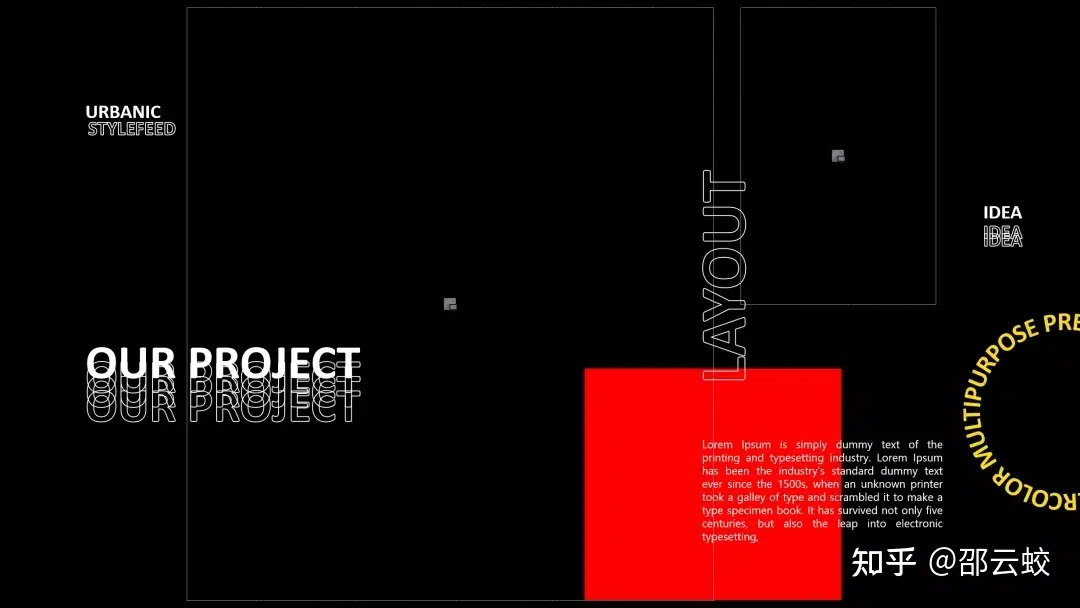 URBANIC
STYLEFEED
OUR PROJECT
OUR PROJECT
OUR PROJECT
OUR PROJECT
LAYOUT
IDEA
IDEA
IDEA
MULTIPURPOSE PRE
RCOLOR
Lorem Ipsum is simply dummy text of the
printing and typesetting industry. Lorem Ipsum
has been the industry's standard dummy text
ever since the 1500s, when an unknown printer
took a galley of type and scrambled it to make a
type specimen book. It has survived not only five
centuries, but also the leap into electronic
typesetting,
知乎 @邵云蛟